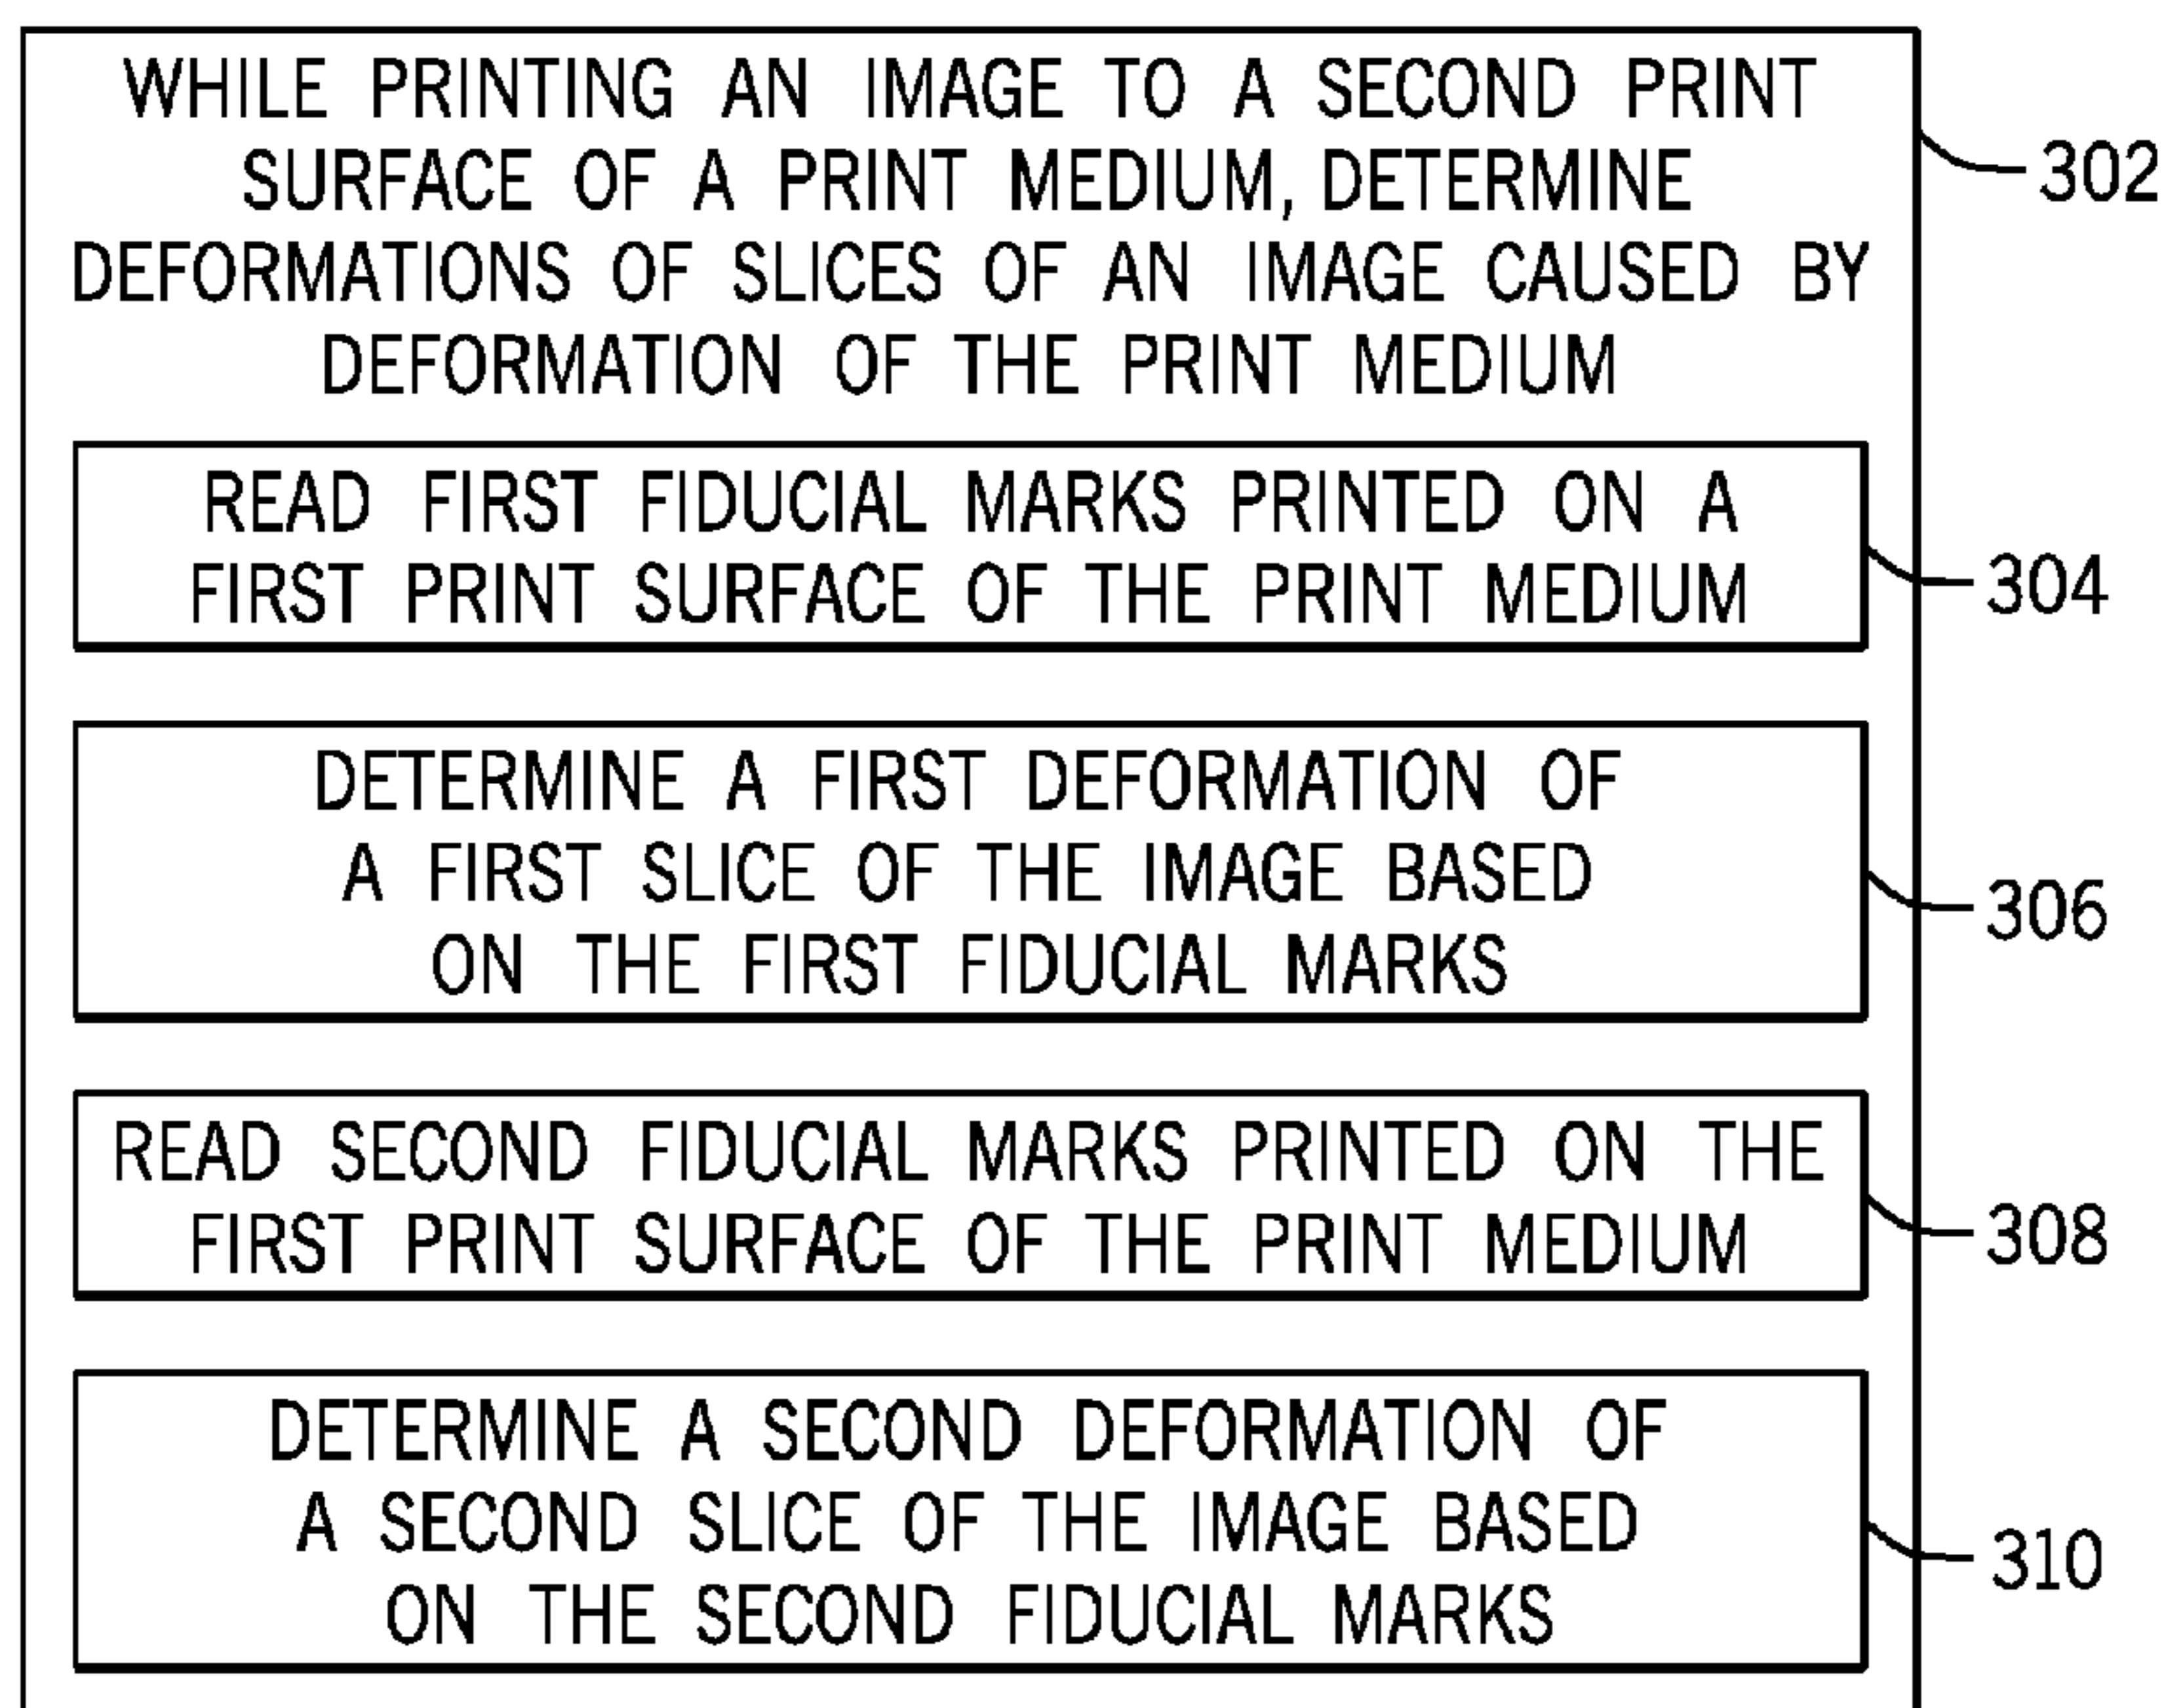 WHILE PRINTING AN IMAGE TO A SECOND PRINT
SURFACE OF A PRINT MEDIUM, DETERMINE
DEFORMATIONS OF SLICES OF AN IMAGE CAUSED BY
DEFORMATION OF THE PRINT MEDIUM
302
READ FIRST FIDUCIAL MARKS PRINTED ON A
FIRST PRINT SURFACE OF THE PRINT MEDIUM
304
DETERMINE A FIRST DEFORMATION OF
A FIRST SLICE OF THE IMAGE BASED
ON THE FIRST FIDUCIAL MARKS
306
READ SECOND FIDUCIAL MARKS PRINTED ON THE
FIRST PRINT SURFACE OF THE PRINT MEDIUM
308
DETERMINE A SECOND DEFORMATION OF
A SECOND SLICE OF THE IMAGE BASED
ON THE SECOND FIDUCIAL MARKS
310